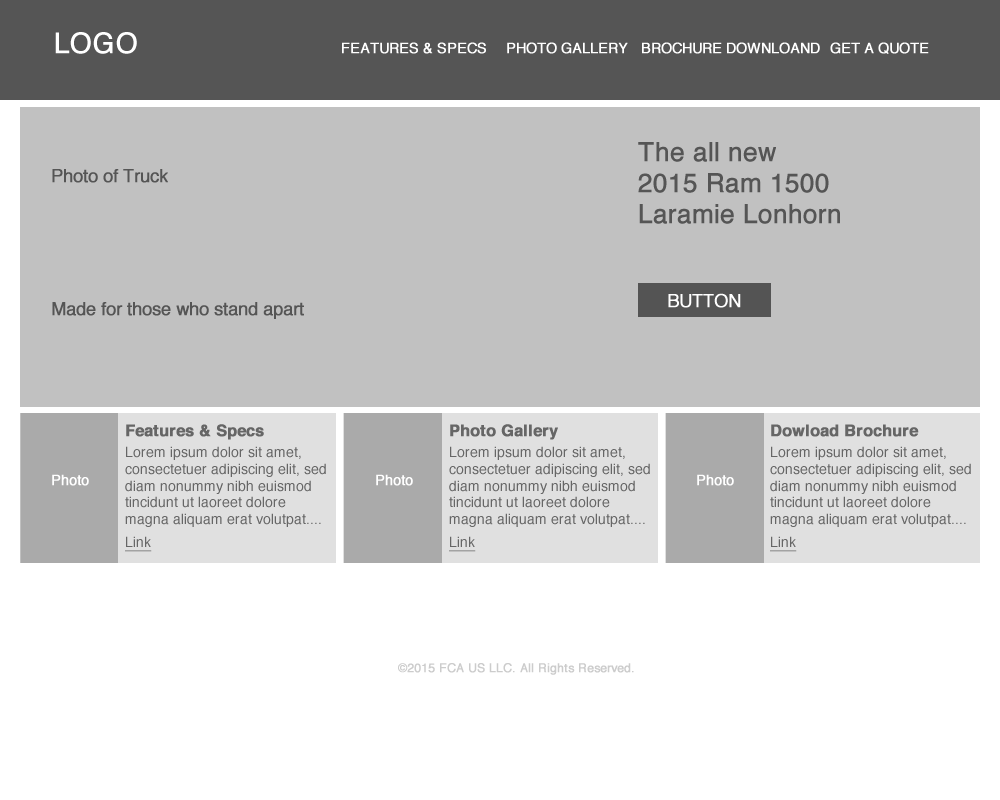 LOGO
FEATURES & SPECS PHOTO GALLERY BROCHURE DOWNLOAND GET A QUOTE
Photo of Truck
Made for those who stand apart
The all new
2015 Ram 1500
Laramie Lonhorn
BUTTON
Photo
Features & Specs
Lorem ipsum dolor sit amet,
consectetuer adipiscing elit, sed
diam nonummy nibh euismod
tincidunt ut laoreet dolore
magna aliquam erat volutpat....
Link
Photo
Photo Gallery
Lorem ipsum dolor sit amet,
consectetuer adipiscing elit, sed
diam nonummy nibh euismod
tincidunt ut laoreet dolore
magna aliquam erat volutpat....
Link
Photo
Dowload Brochure
Lorem ipsum dolor sit amet,
consectetuer adipiscing elit, sed
diam nonummy nibh euismod
tincidunt ut laoreet dolore
magna aliquam erat volutpat....
Link
©2015 FCA US LLC. All Rights Reserved.